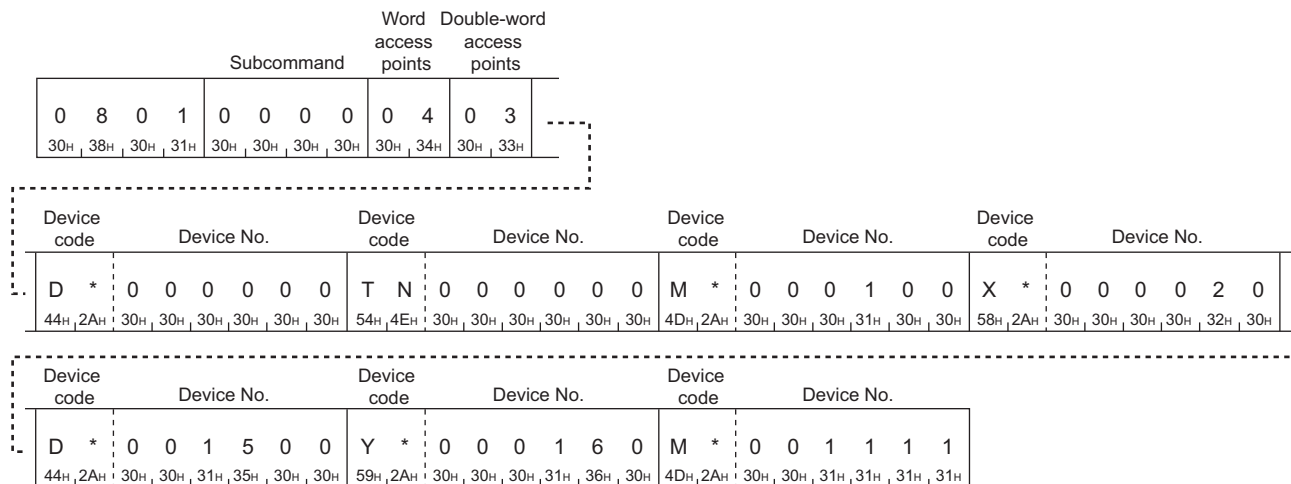 Word Double-word
access access
Subcommand points points
0 8 0 1 0 0 0 0 0 4 0 3
30H 38H 30H 31H 30H 30H 30H 30H 30H 34H 30H 33H
Device Device Device Device
code Device No. code Device No. code Device No. code Device No.
D * 0 0 0 0 0 0 T N 0 0 0 0 0 0 M * 0 0 0 1 0 0 X * 0 0 0 0 2 0
44H 2AH 30H 30H 30H 30H 30H 30H 54H 4EH 30H 30H 30H 30H 30H 30H 4DH 2AH 30H 30H 30H 31H 30H 30H 58H 2AH 30H 30H 30H 30H 32H 30H
Device Device Device
code Device No. code Device No. code Device No.
D * 0 0 1 5 0 0 Y * 0 0 0 1 6 0 M * 0 0 1 1 1 1
44H 2AH 30H 30H 31H 35H 30H 30H 59H 2AH 30H 30H 30H 31H 36H 30H 4DH 2AH 30H 30H 31H 31H 31H 31H